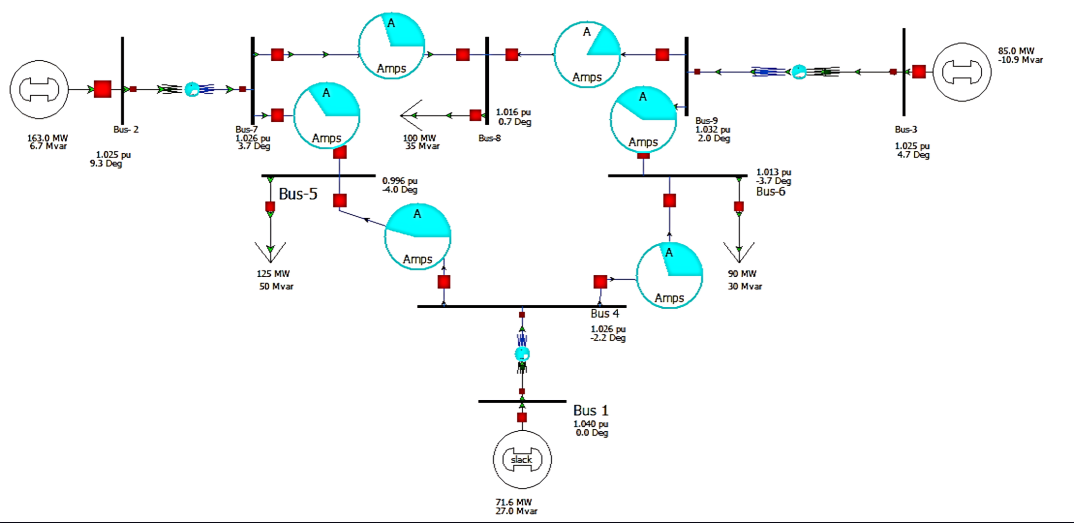 A
Amps
A
Amps
85.0 MW
-10.9 Mvar
A
Amps
A
Amps
163.0 MW
6.7 Mvar
Bus- 2
1.025 pu
9.3 Deg
Bus-7
1.026 pu
3.7 Deg
100 MW
35 Mvar
1.016 pu
0.7 Deg
Bus-8
Bus-9
1.032 pu
2.0 Deg
Bus-3
1.025 pu
4.7 Deg
0.996 pu
-4.0 Deg
Bus-5
1.013 pu
-3.7 Deg
Bus-6
A
Amps
A
Amps
125 MW
50 Mvar
90 MW
30 Mvar
Bus 4
1.026 pu
-2.2 Deg
Bus 1
1.040 pu
0.0 Deg
slack
71.6 MW
27.0 Mvar